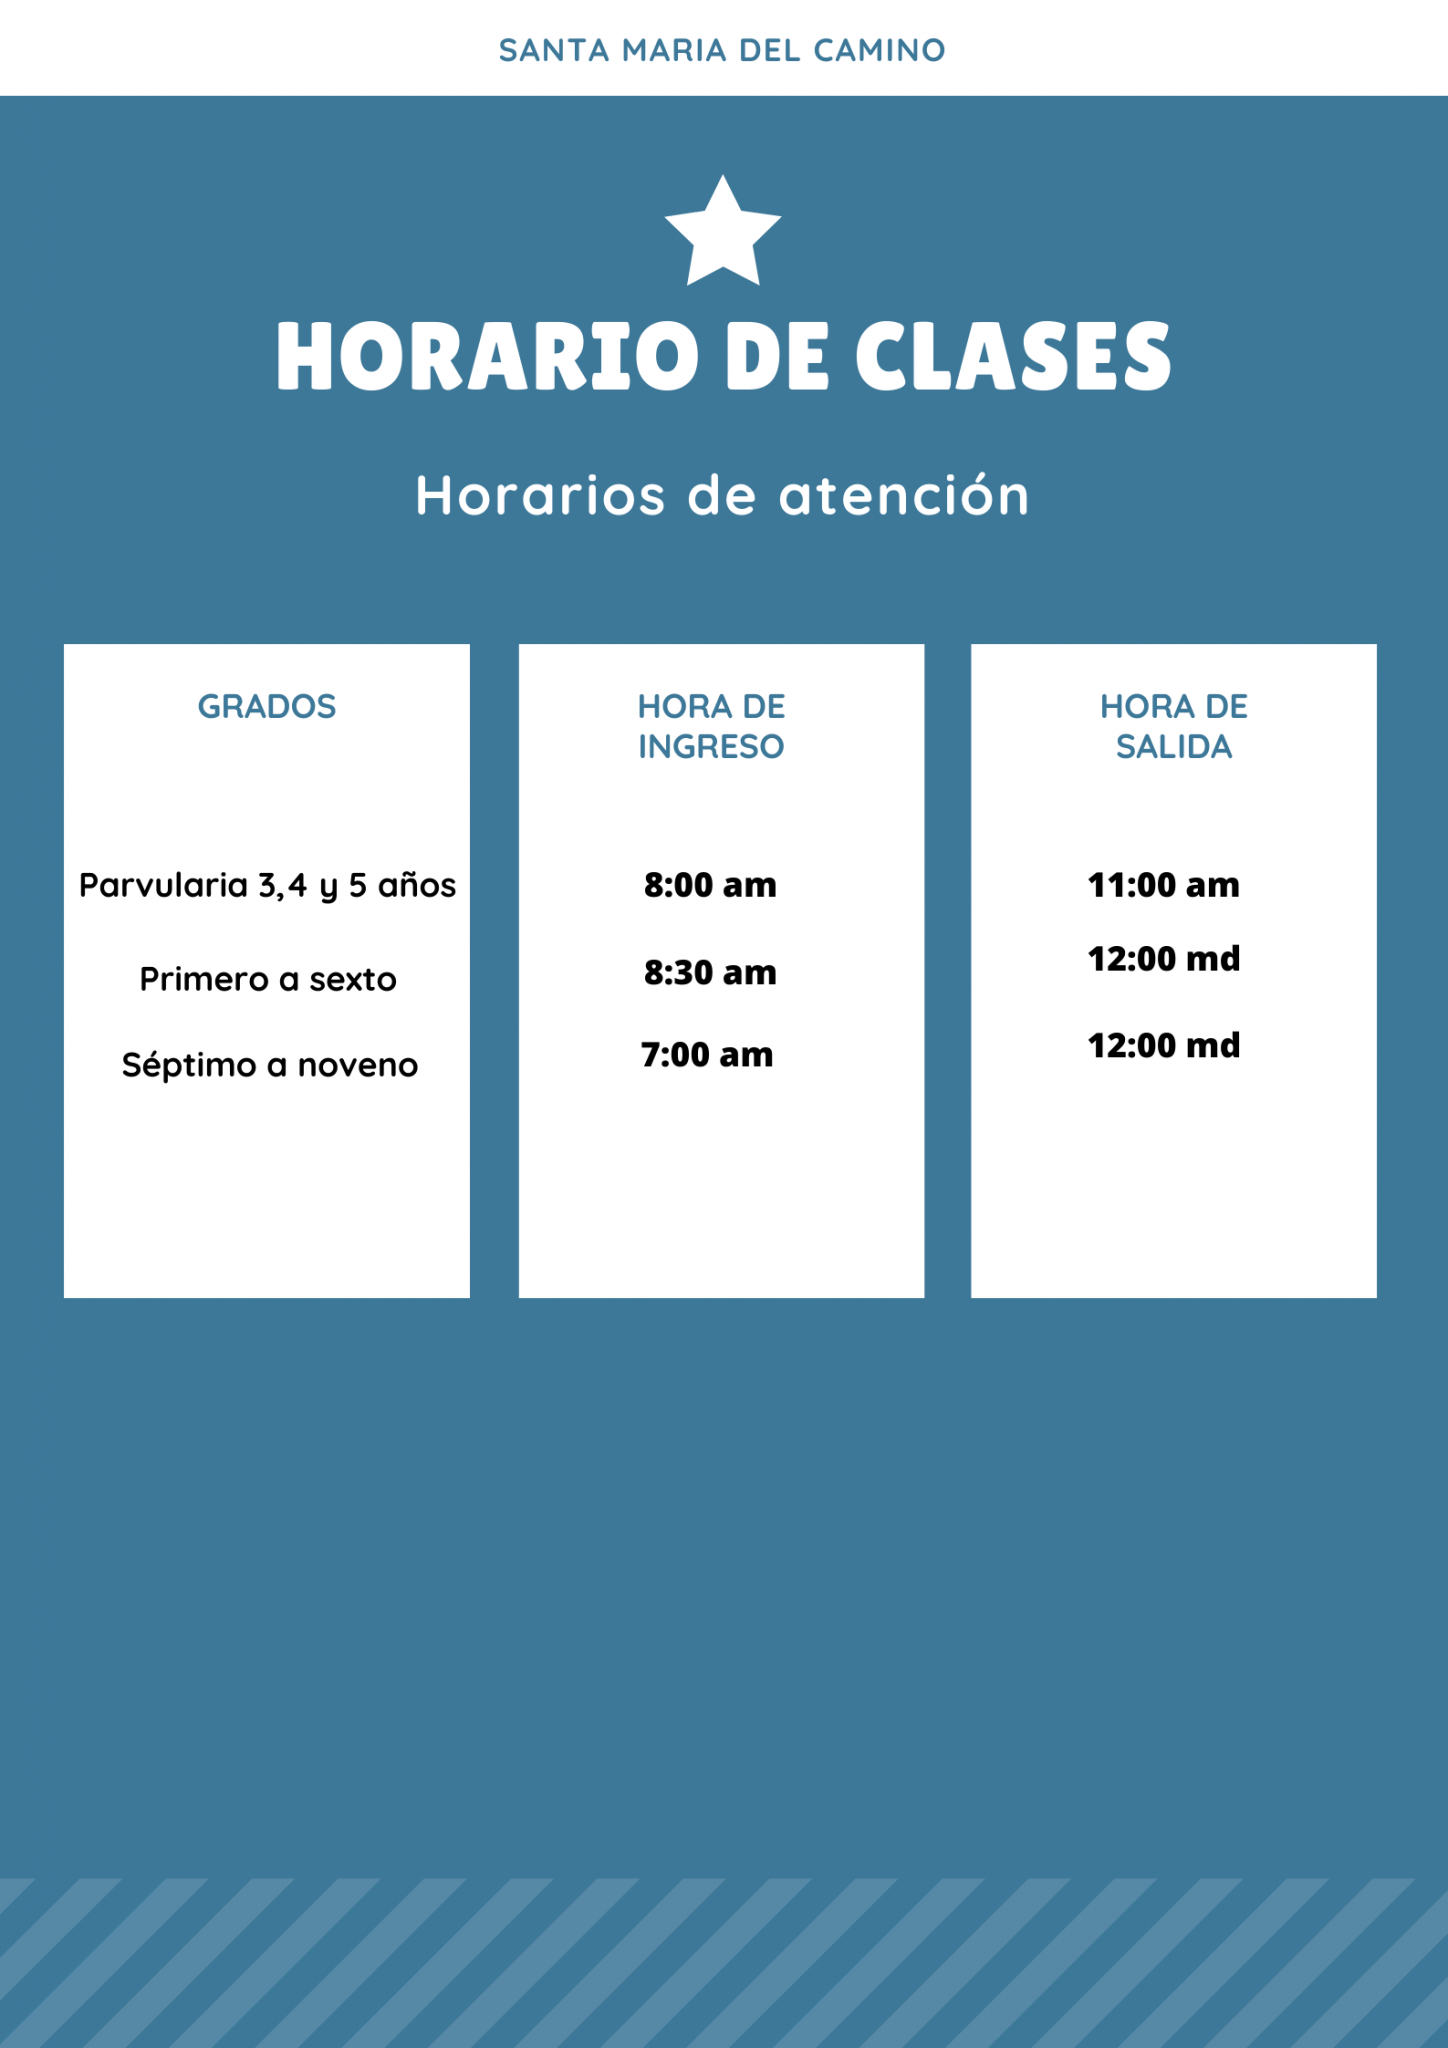 SANTA MARIA DEL CAMINO
HORARIO DE CLASES
Horarios de atención
GRADOS
Parvularia 3,4 y 5 años
Primero a sexto
Séptimo a noveno
HORA DE
INGRESO
8:00 am
8:30 am
7:00 am
HORA DE
SALIDA
11:00 am
12:00 md
12:00 md